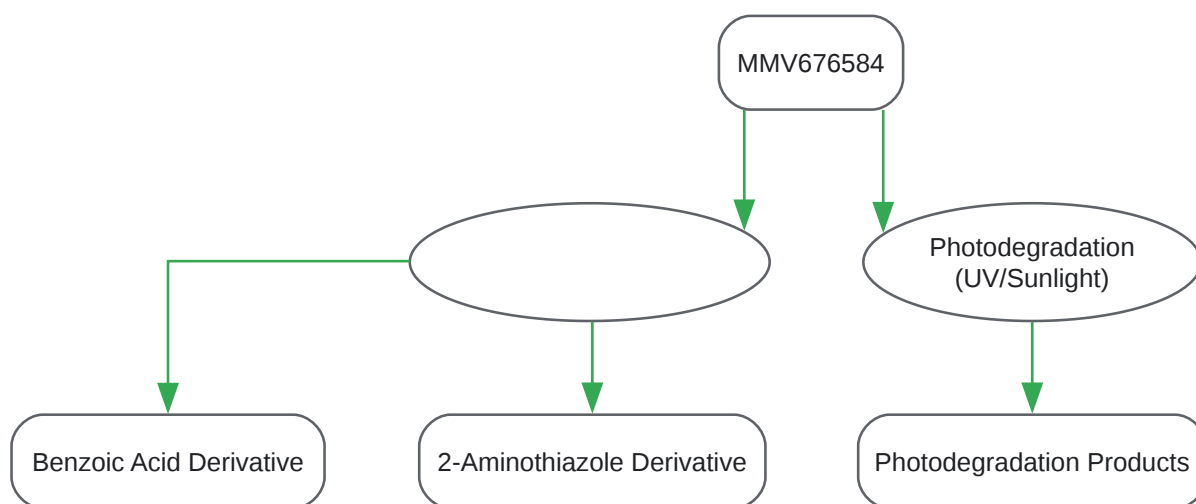 MMV676584
Photodegradation
(UV/Sunlight)
Benzoic Acid Derivative
2-Aminothiazole Derivative
Photodegradation Products